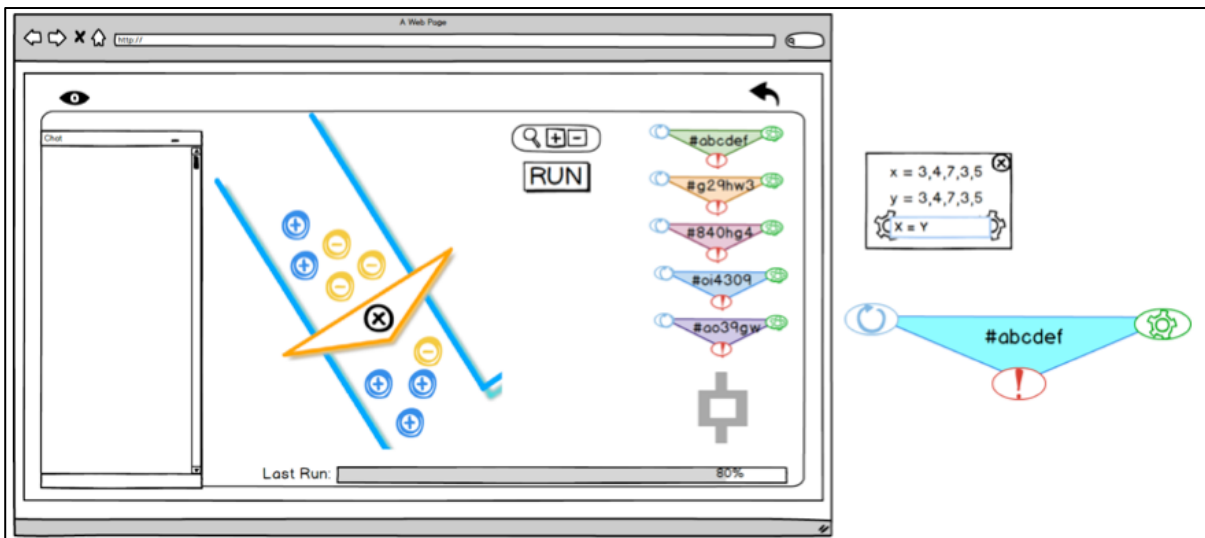 A Web Page
http://
Chat
RUN
#abcdef
#g29hw3
#840hg4
#oi4309
#ao39gw
Last Run:
80%
x = 3,4,7,3,5
y = 3,4,7,3,5
X = Y
#abcdef